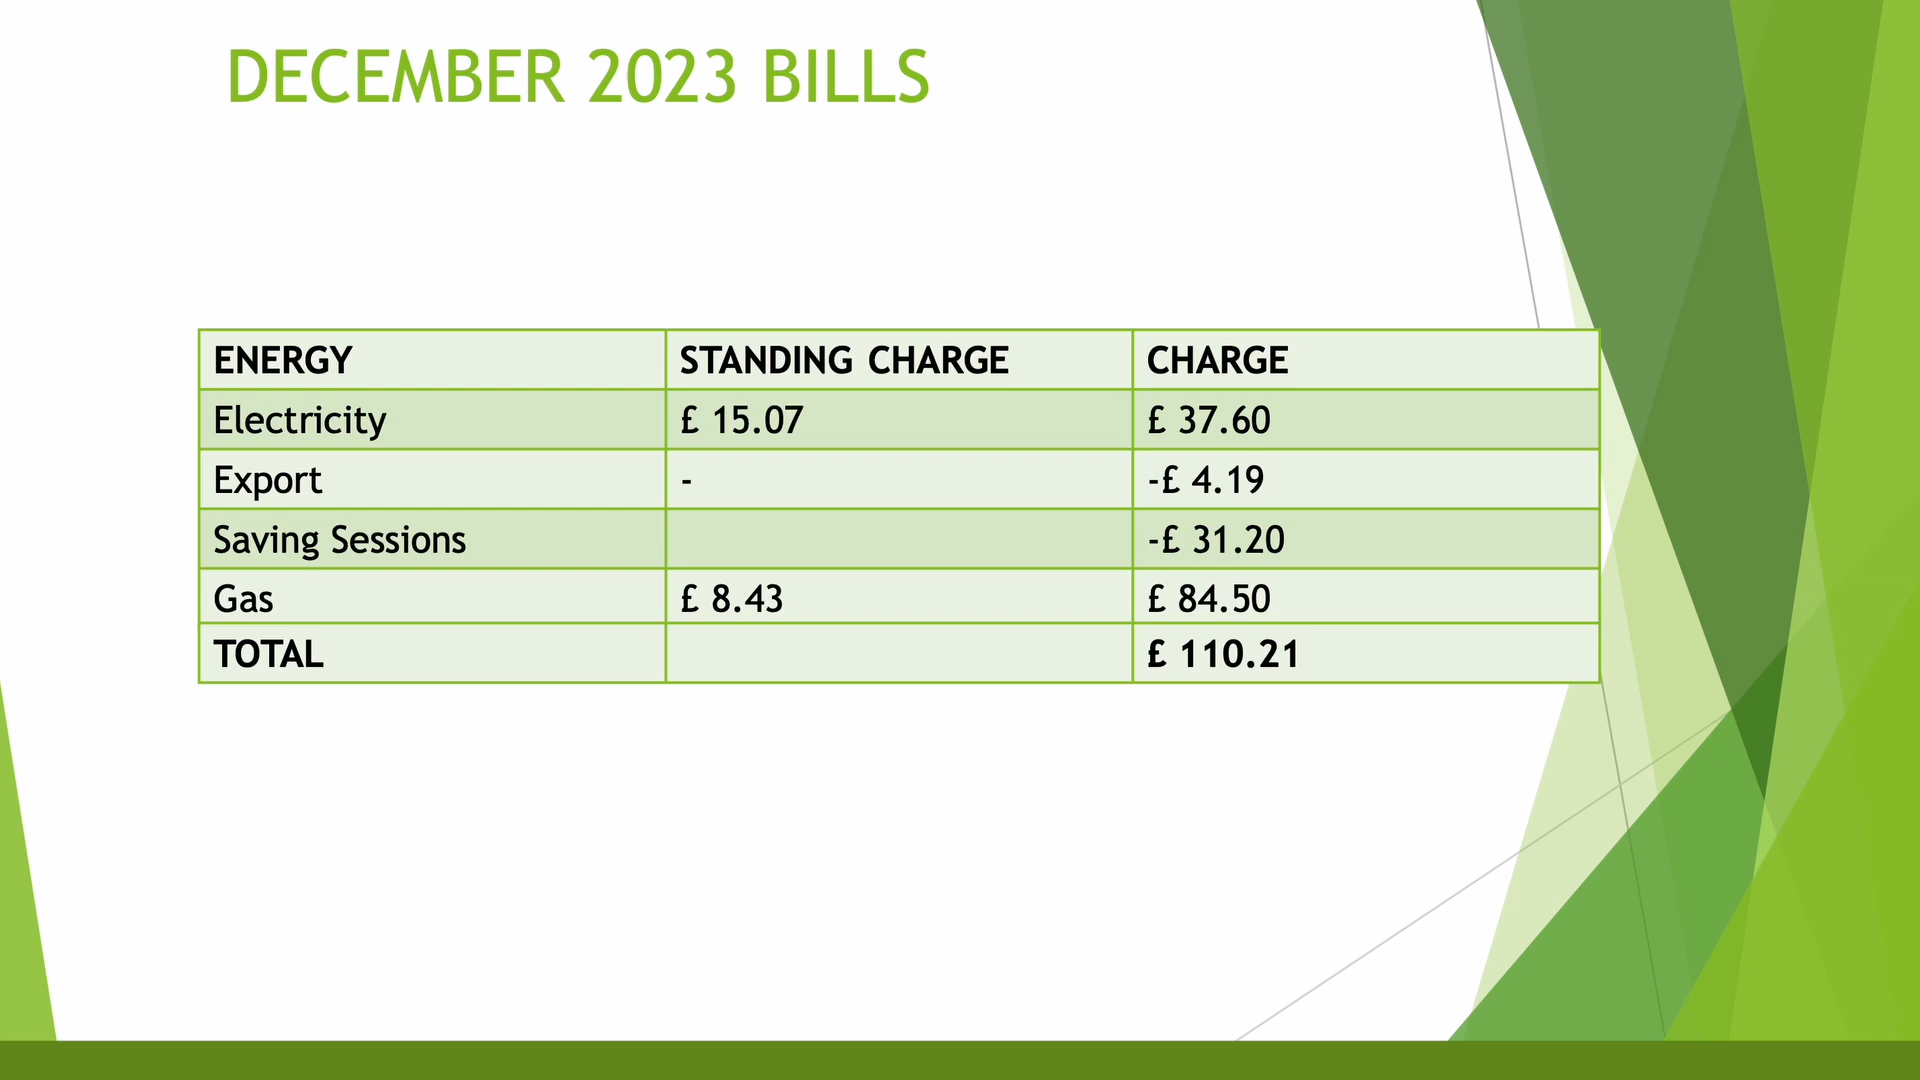 DECEMBER 2023 BILLS
ENERGY STANDING CHARGE CHARGE
Electricity £ 15.07 £ 37.60
Export - -£ 4.19
Saving Sessions -£ 31.20
Gas £ 8.43 £ 84.50
TOTAL £ 110.21